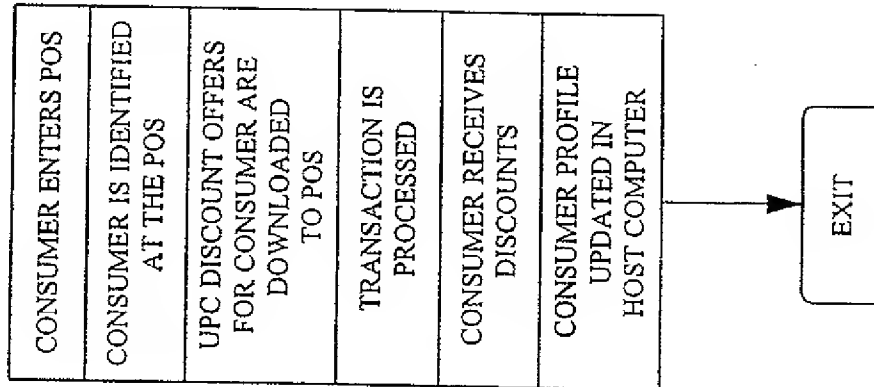 CONSUMER ENTERS POS
CONSUMER IS IDENTIFIED
AT THE POS
UPC DISCOUNT OFFERS
FOR CONSUMER ARE
DOWNLOADED
TO POS
TRANSACTION IS
PROCESSED
CONSUMER RECEIVES
DISCOUNTS
CONSUMER PROFILE
UPDATED IN
HOST COMPUTER
EXIT